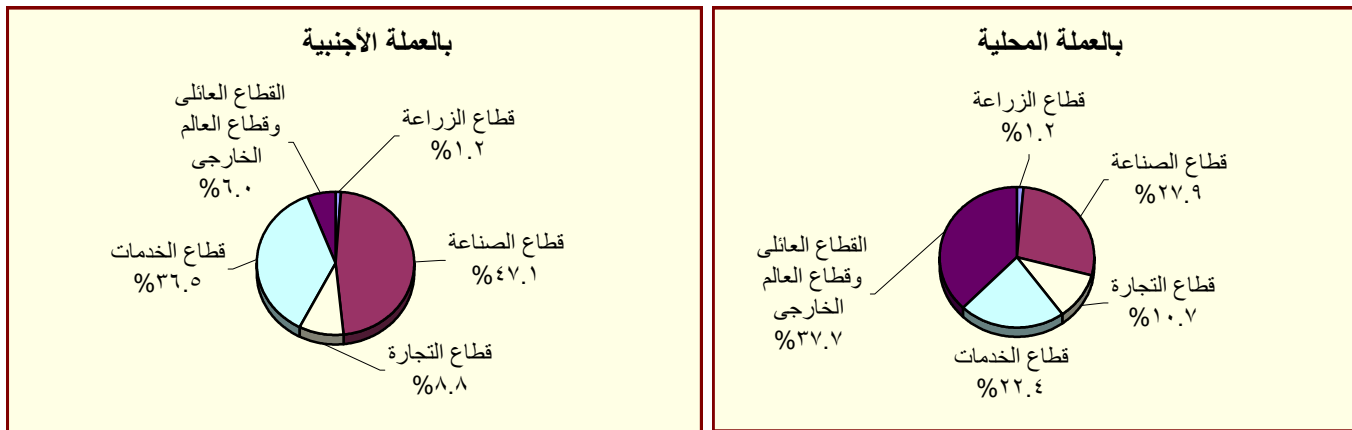 بالعملة المحلية
قطاع الزراعة
%١.٢
قطاع الصناعة
%٢٧.٩
قطاع التجارة
%١٠.٧
قطاع الخدمات
%٢٢.٤
القطاع العائلى
وقطاع العالم
الخارجى
%٣٧.٧
بالعملة الأجنبية
قطاع الزراعة
%١.٢
قطاع الصناعة
%٤٧.١
قطاع التجارة
%٨.٨
قطاع الخدمات
%٣٦.٥
القطاع العائلى
وقطاع العالم
الخارجى
%٦.٠